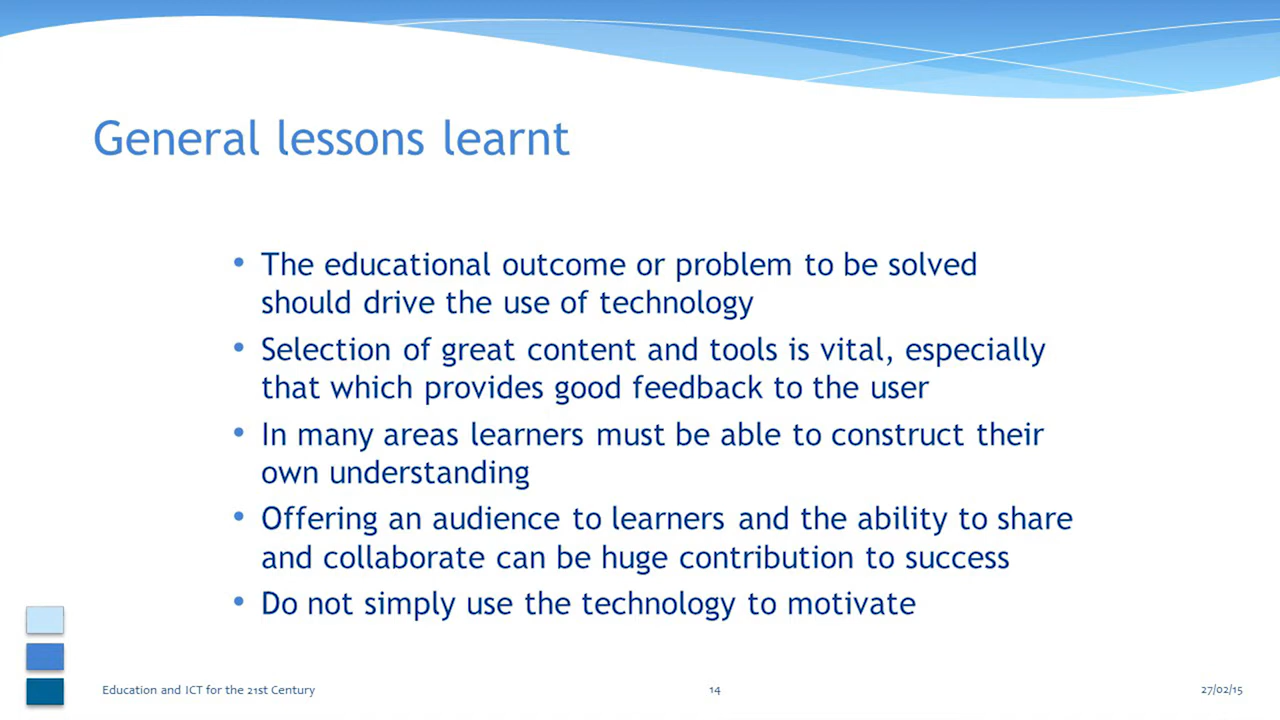 General lessons learnt
• The educational outcome or problem to be solved
should drive the use of technology
• Selection of great content and tools is vital, especially
that which provides good feedback to the user
• In many areas learners must be able to construct their
own understanding
• Offering an audience to learners and the ability to share
and collaborate can be huge contribution to success
• Do not simply use the technology to motivate
Education and ICT for the 21st Century
14
27/02/15